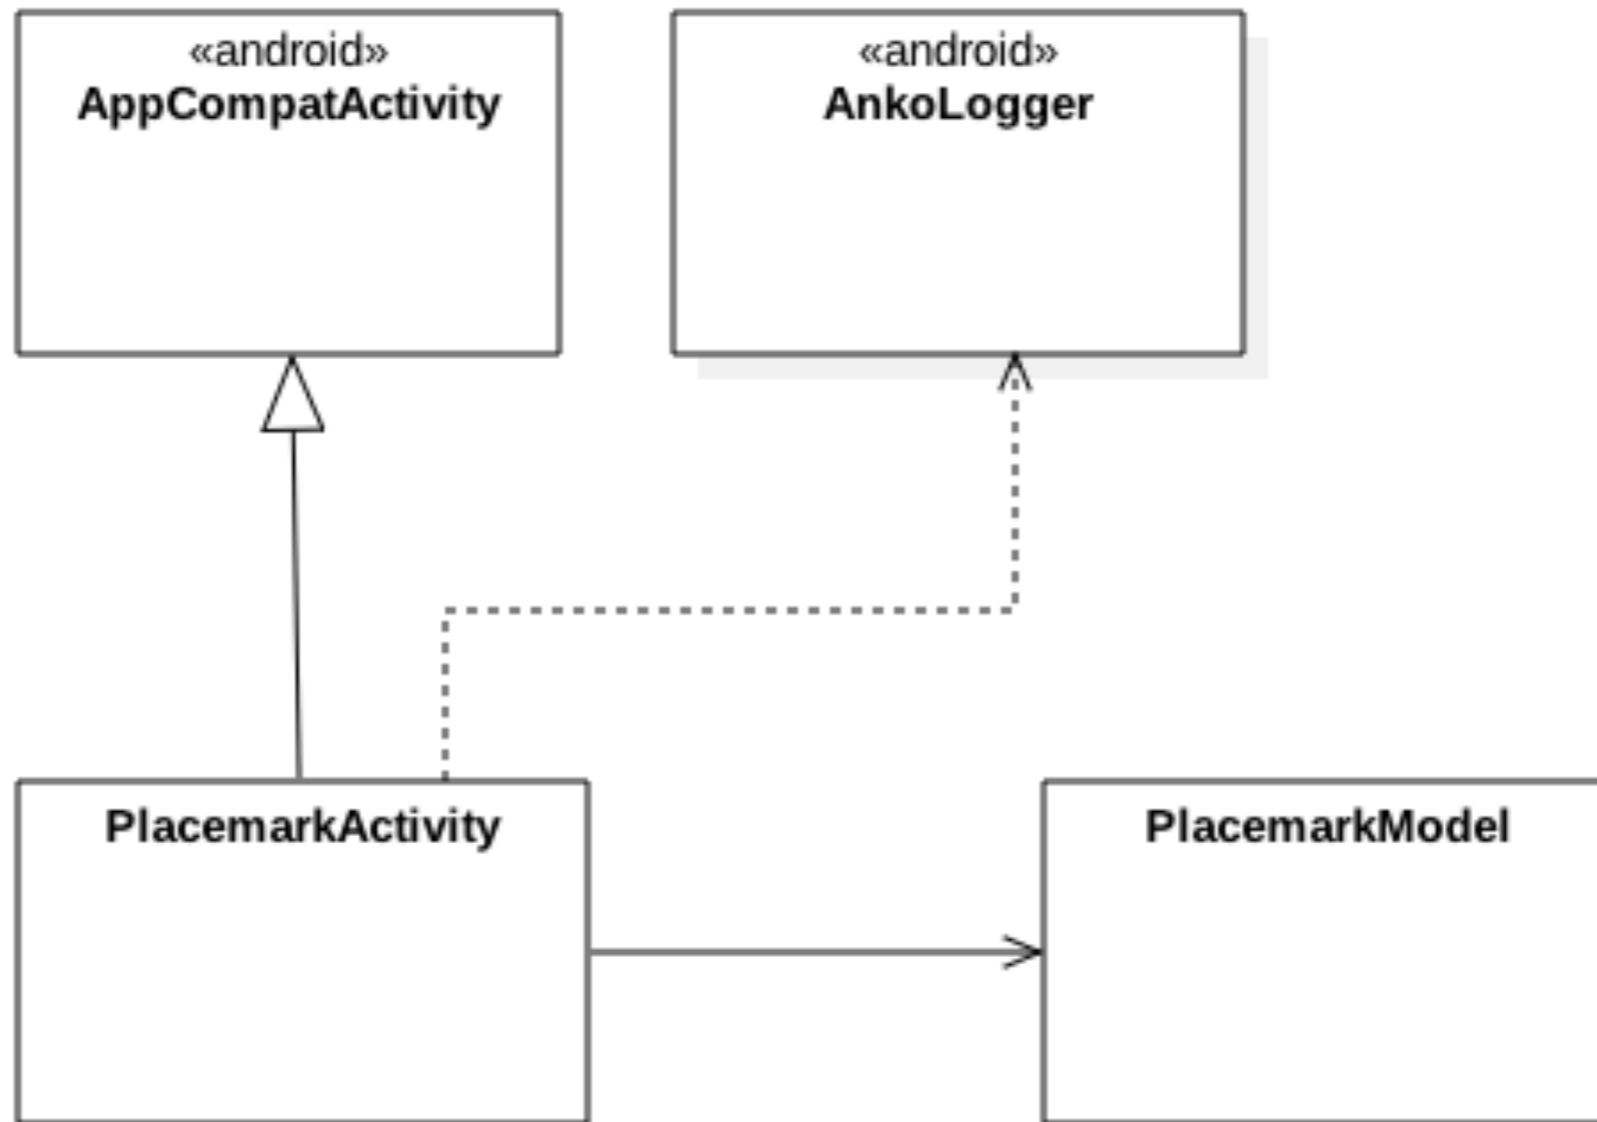 «android»
AppCompatActivity
«android»
AnkoLogger
PlacemarkActivity
PlacemarkModel